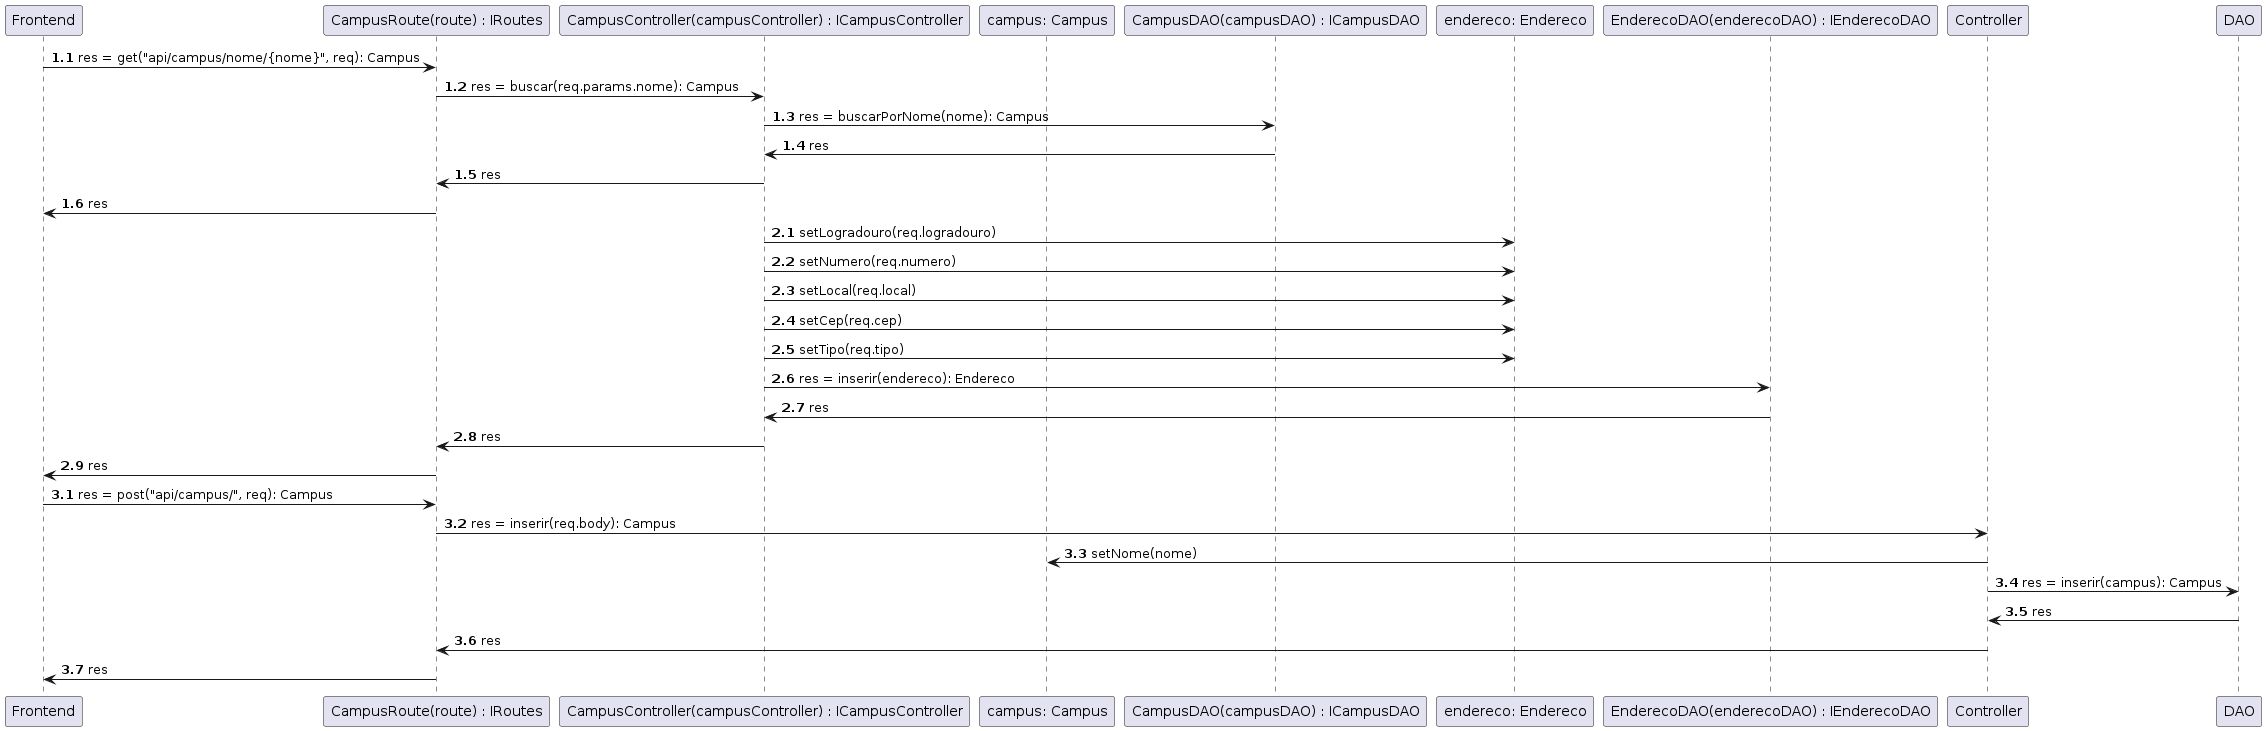 Frontend
CampusRoute(route) : IRoutes
CampusController(campusController) : ICampusController
campus: Campus
CampusDAO(campusDAO) : ICampusDAO
endereco: Endereco
EnderecoDAO(enderecoDAO) : IEnderecoDAO
Controller
DAO
1.1 res = get("api/campus/nome/{nome}", req): Campus
1.2 res = buscar(req.params.nome): Campus
1.3 res = buscarPorNome(nome): Campus
1.4 res
1.5 res
1.6 res
2.1 setLogradouro(req.logradouro)
2.2 setNumero(req.numero)
2.3 setLocal(req.local)
2.4 setCep(req.cep)
2.5 setTipo(req.tipo)
2.6 res = inserir(endereco): Endereco
2.7 res
2.8 res
2.9 res
3.1 res = post("api/campus/", req): Campus
3.2 res = inserir(req.body): Campus
3.3 setNome(nome)
3.4 res = inserir(campus): Campus
3.5 res
3.6 res
3.7 res
Frontend
CampusRoute(route) : IRoutes
CampusController(campusController) : ICampusController
campus: Campus
CampusDAO(campusDAO) : ICampusDAO
endereco: Endereco
EnderecoDAO(enderecoDAO) : IEnderecoDAO
Controller
DAO